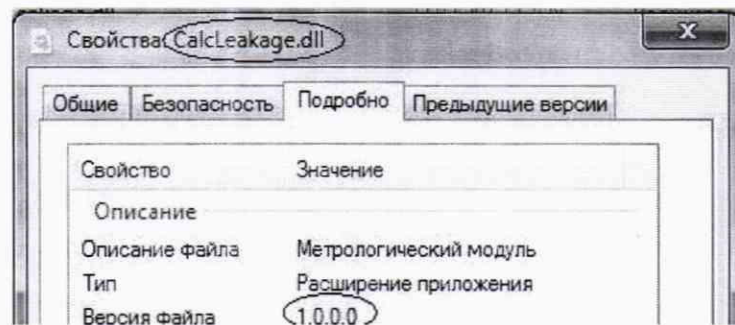 Свойства: CalcLeakage.dll
Общие Безопасность Подробно Предыдущие версии
Свойство Значение
Описание
Описание файла Метрологический модуль
Тип Расширение приложения
Версия файла 1.0.0.0